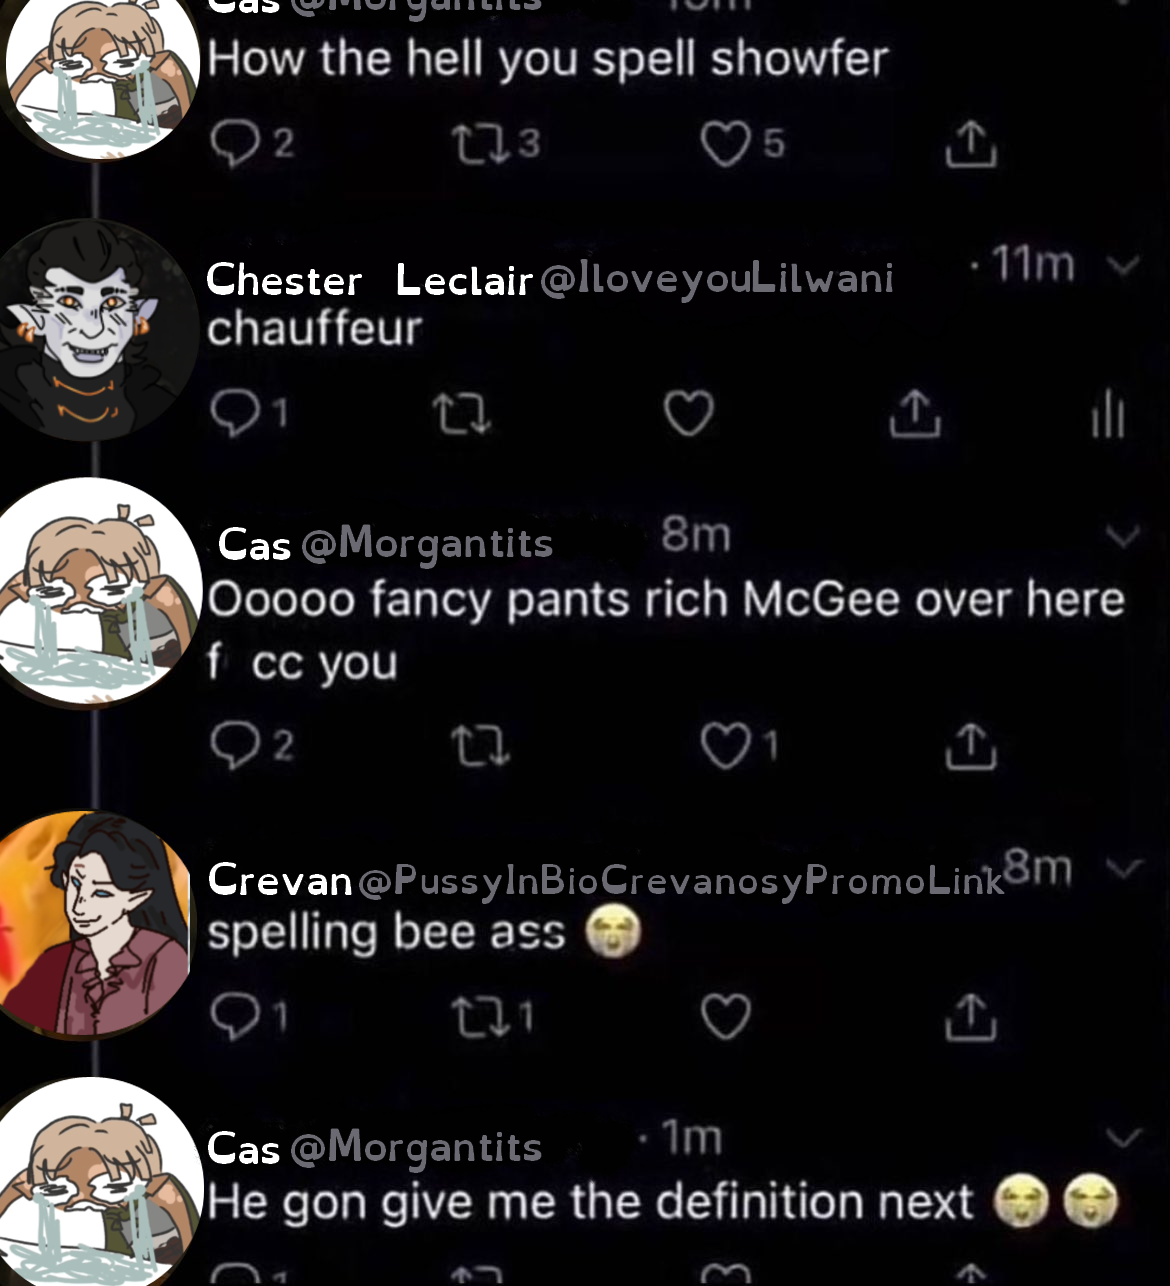 Cas @Morgantits
How the hell you spell showfer
2 3 5
Chester Leclair @IloveyouLilwani · 11m
chauffeur
1
Cas @Morgantits 8m
Ooooo fancy pants rich McGee over here
f cc you
2 1
Crevan @PussyInBioCrevanosyPromoLink · 8m
spelling bee ass 😭
1 1
Cas @Morgantits · 1m
He gon give me the definition next 😭😭
1